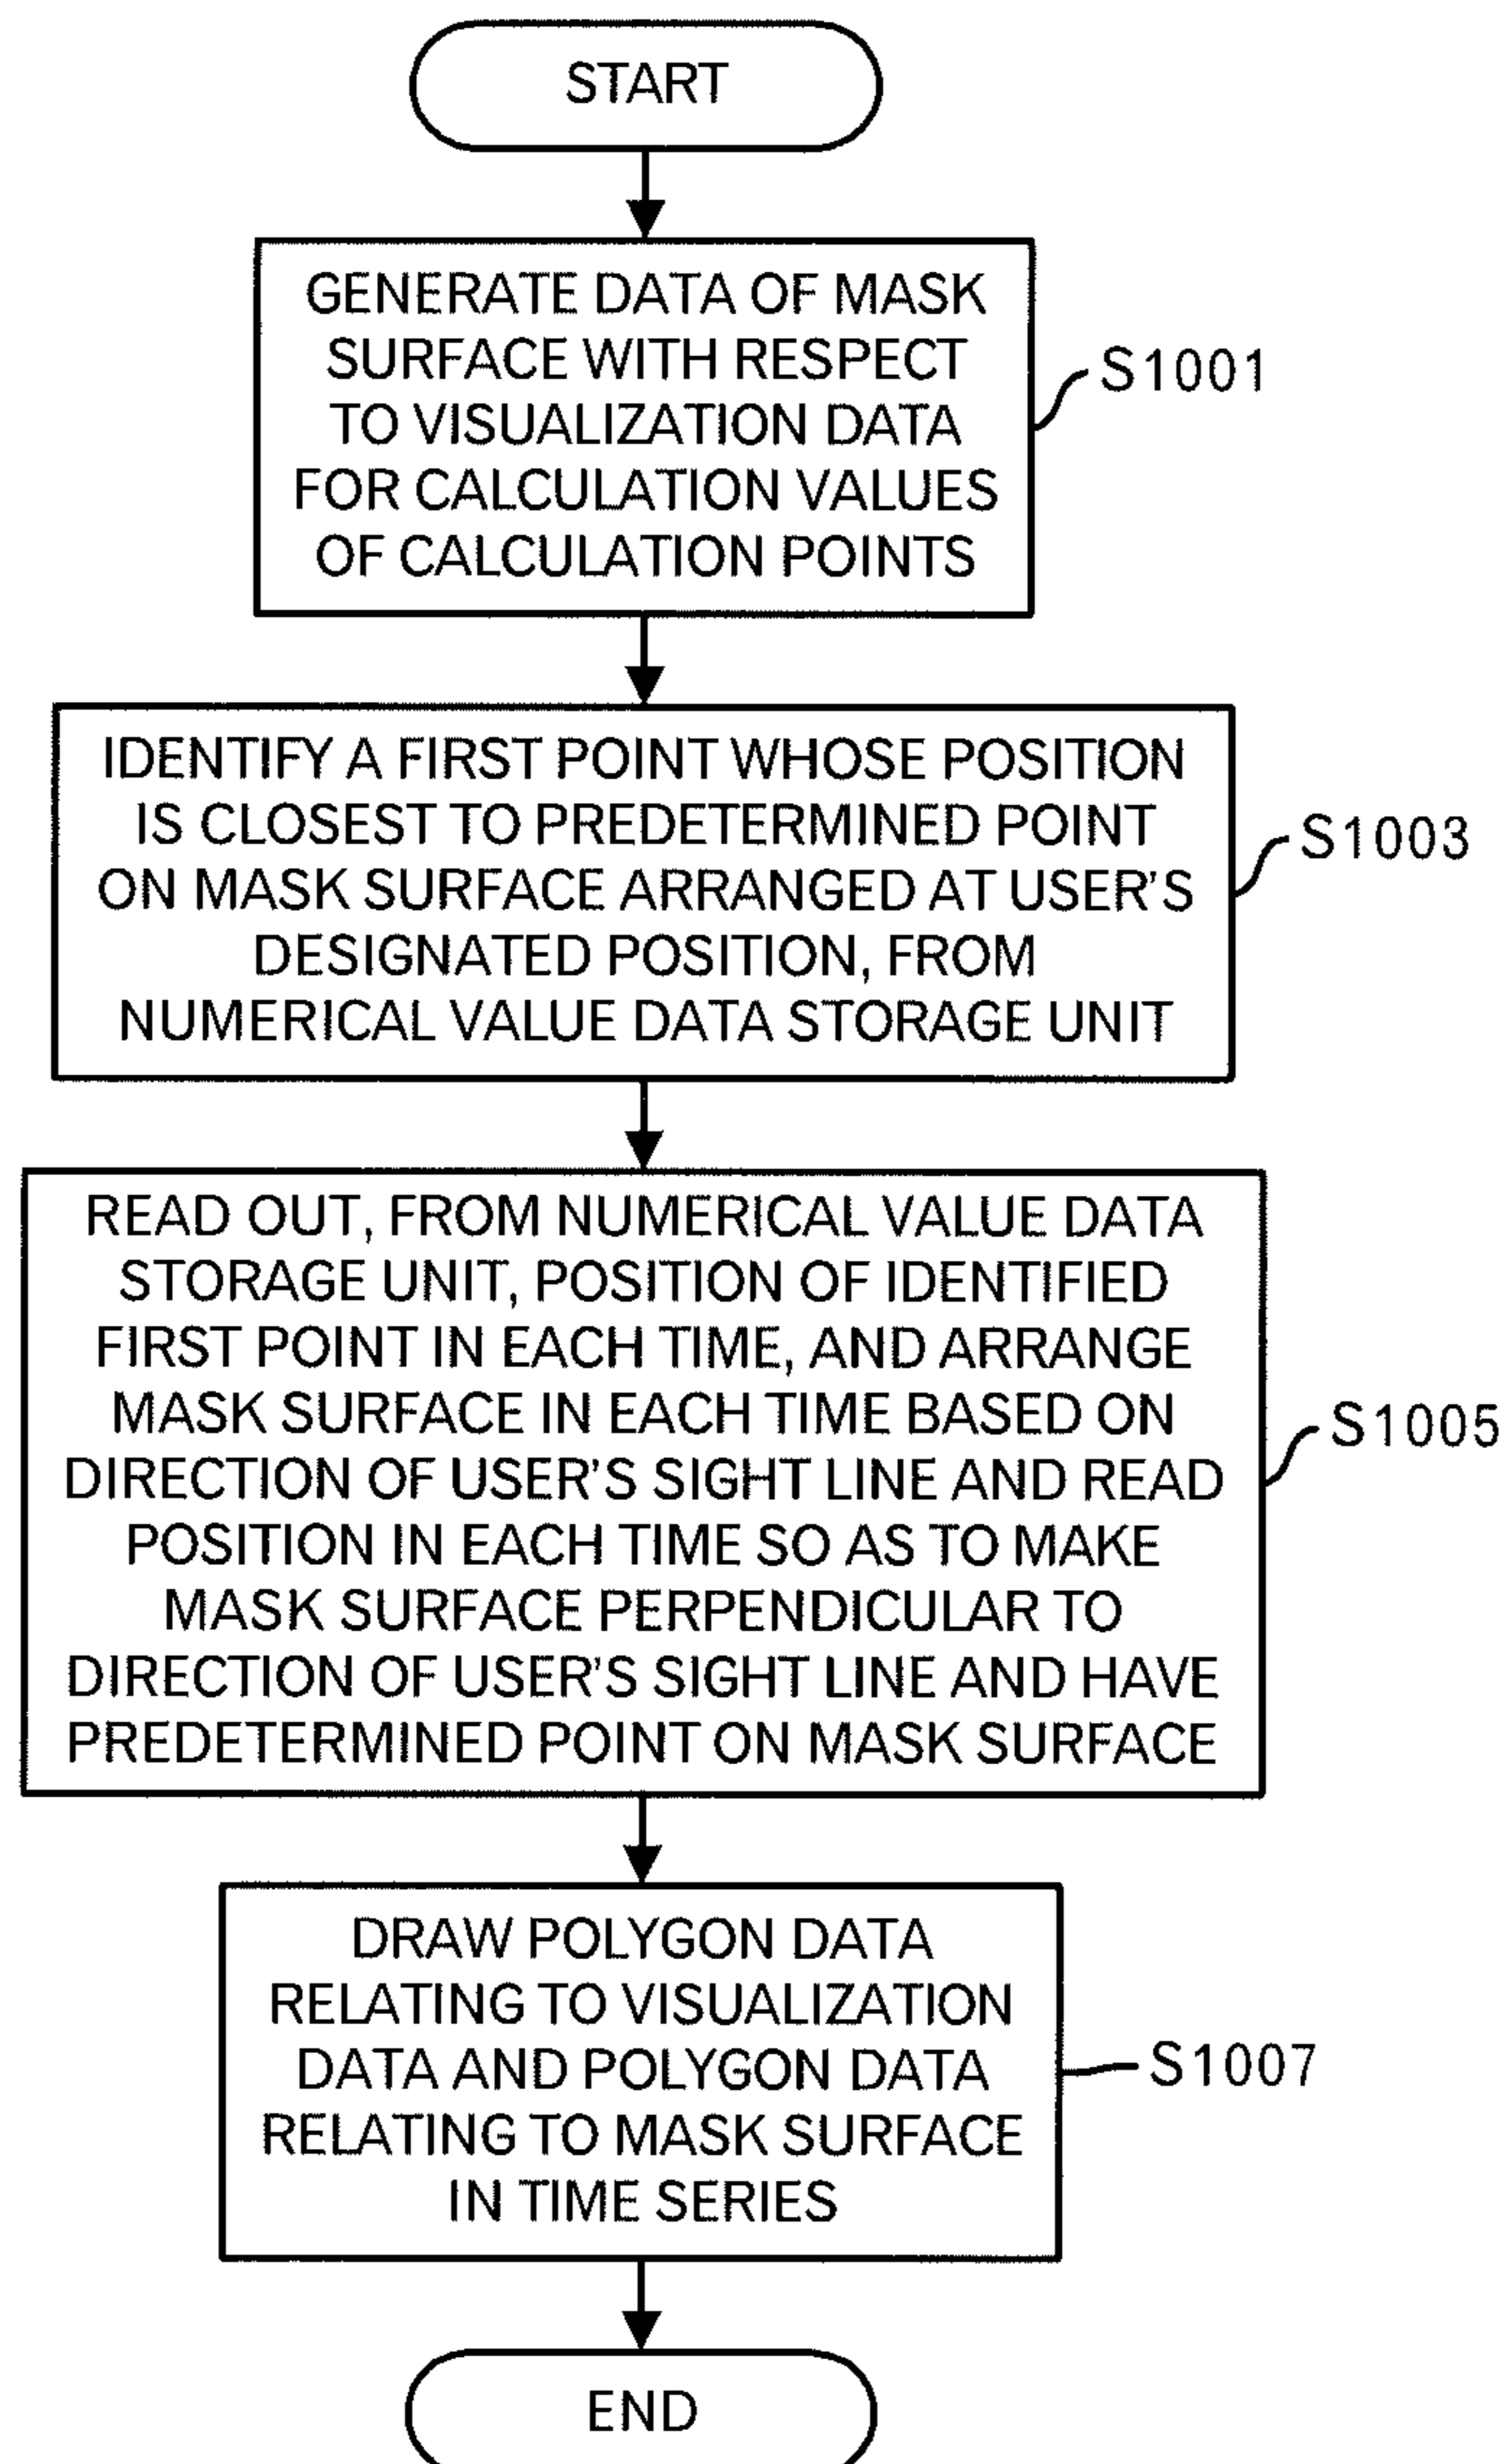 START
GENERATE DATA OF MASK
SURFACE WITH RESPECT
TO VISUALIZATION DATA
FOR CALCULATION VALUES
OF CALCULATION POINTS
S1001
IDENTIFY A FIRST POINT WHOSE POSITION
IS CLOSEST TO PREDETERMINED POINT
ON MASK SURFACE ARRANGED AT USER'S
DESIGNATED POSITION, FROM
NUMERICAL VALUE DATA STORAGE UNIT
S1003
READ OUT, FROM NUMERICAL VALUE DATA
STORAGE UNIT, POSITION OF IDENTIFIED
FIRST POINT IN EACH TIME, AND ARRANGE
MASK SURFACE IN EACH TIME BASED ON
DIRECTION OF USER'S SIGHT LINE AND READ
POSITION IN EACH TIME SO AS TO MAKE
MASK SURFACE PERPENDICULAR TO
DIRECTION OF USER'S SIGHT LINE AND HAVE
PREDETERMINED POINT ON MASK SURFACE
S1005
DRAW POLYGON DATA
RELATING TO VISUALIZATION
DATA AND POLYGON DATA
RELATING TO MASK SURFACE
IN TIME SERIES
S1007
END